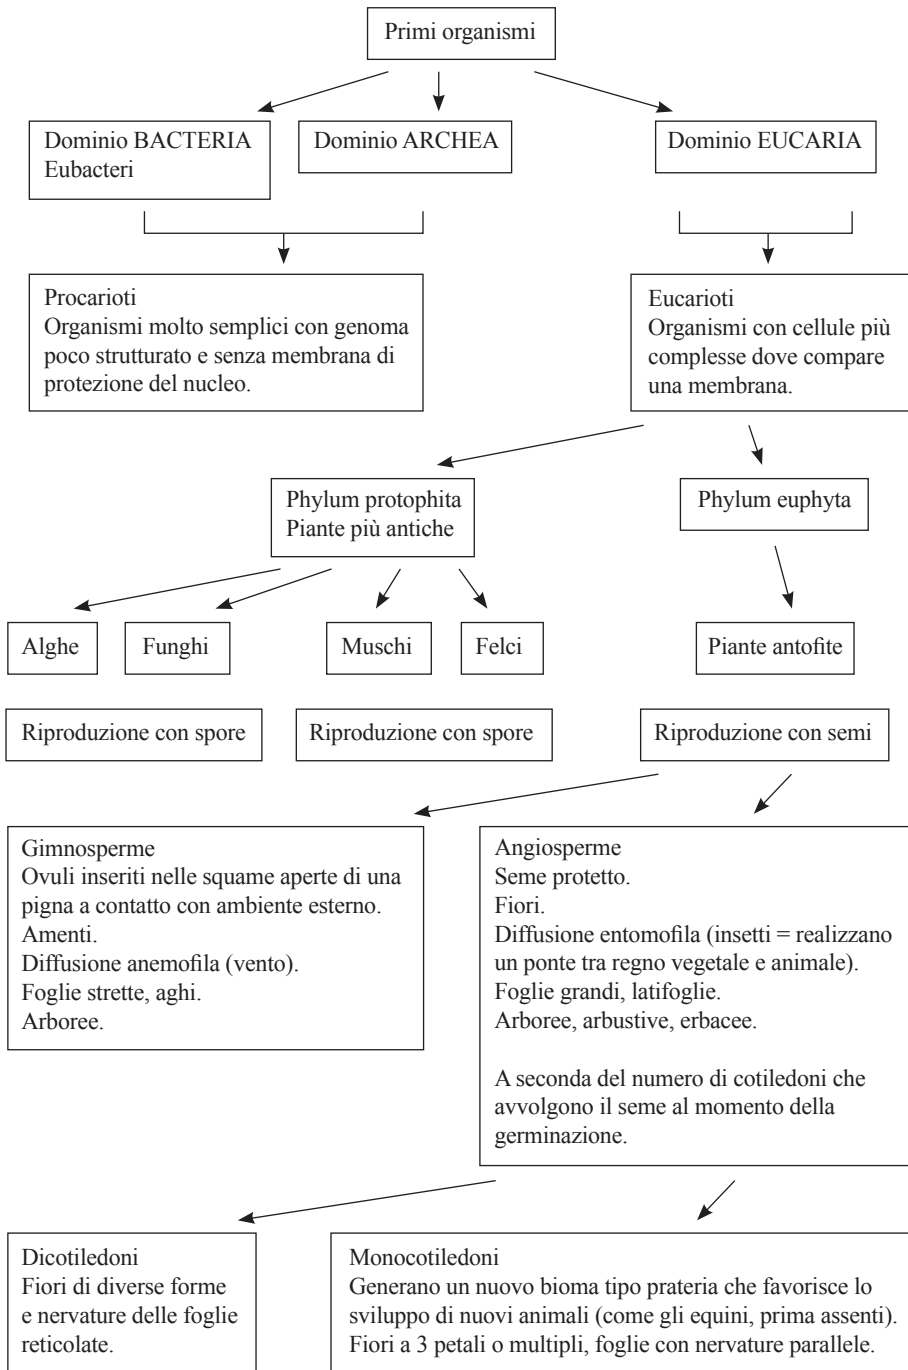 Primi organismi
Dominio BACTERIA
Eubacteri
Dominio ARCHEA
Dominio EUCARIA
Procarioti
Organismi molto semplici con genoma
poco strutturato e senza membrana di
protezione del nucleo.
Eucarioti
Organismi con cellule più
complesse dove compare
una membrana.
Phylum protophita
Piante più antiche
Phylum euphyta
Alghe
Funghi
Muschi
Felci
Piante antofite
Riproduzione con spore
Riproduzione con spore
Riproduzione con semi
Gimnosperme
Ovuli inseriti nelle squame aperte di una
pigna a contatto con ambiente esterno.
Amenti.
Diffusione anemofila (vento).
Foglie strette, aghi.
Arboree.
Angiosperme
Seme protetto.
Fiori.
Diffusione entomofila (insetti = realizzano
un ponte tra regno vegetale e animale).
Foglie grandi, latifoglie.
Arboree, arbustive, erbacee.
A seconda del numero di cotiledoni che
avvolgono il seme al momento della
germinazione.
Dicotiledoni
Fiori di diverse forme
e nervature delle foglie
reticolate.
Monocotiledoni
Generano un nuovo bioma tipo prateria che favorisce lo
sviluppo di nuovi animali (come gli equini, prima assenti).
Fiori a 3 petali o multipli, foglie con nervature parallele.